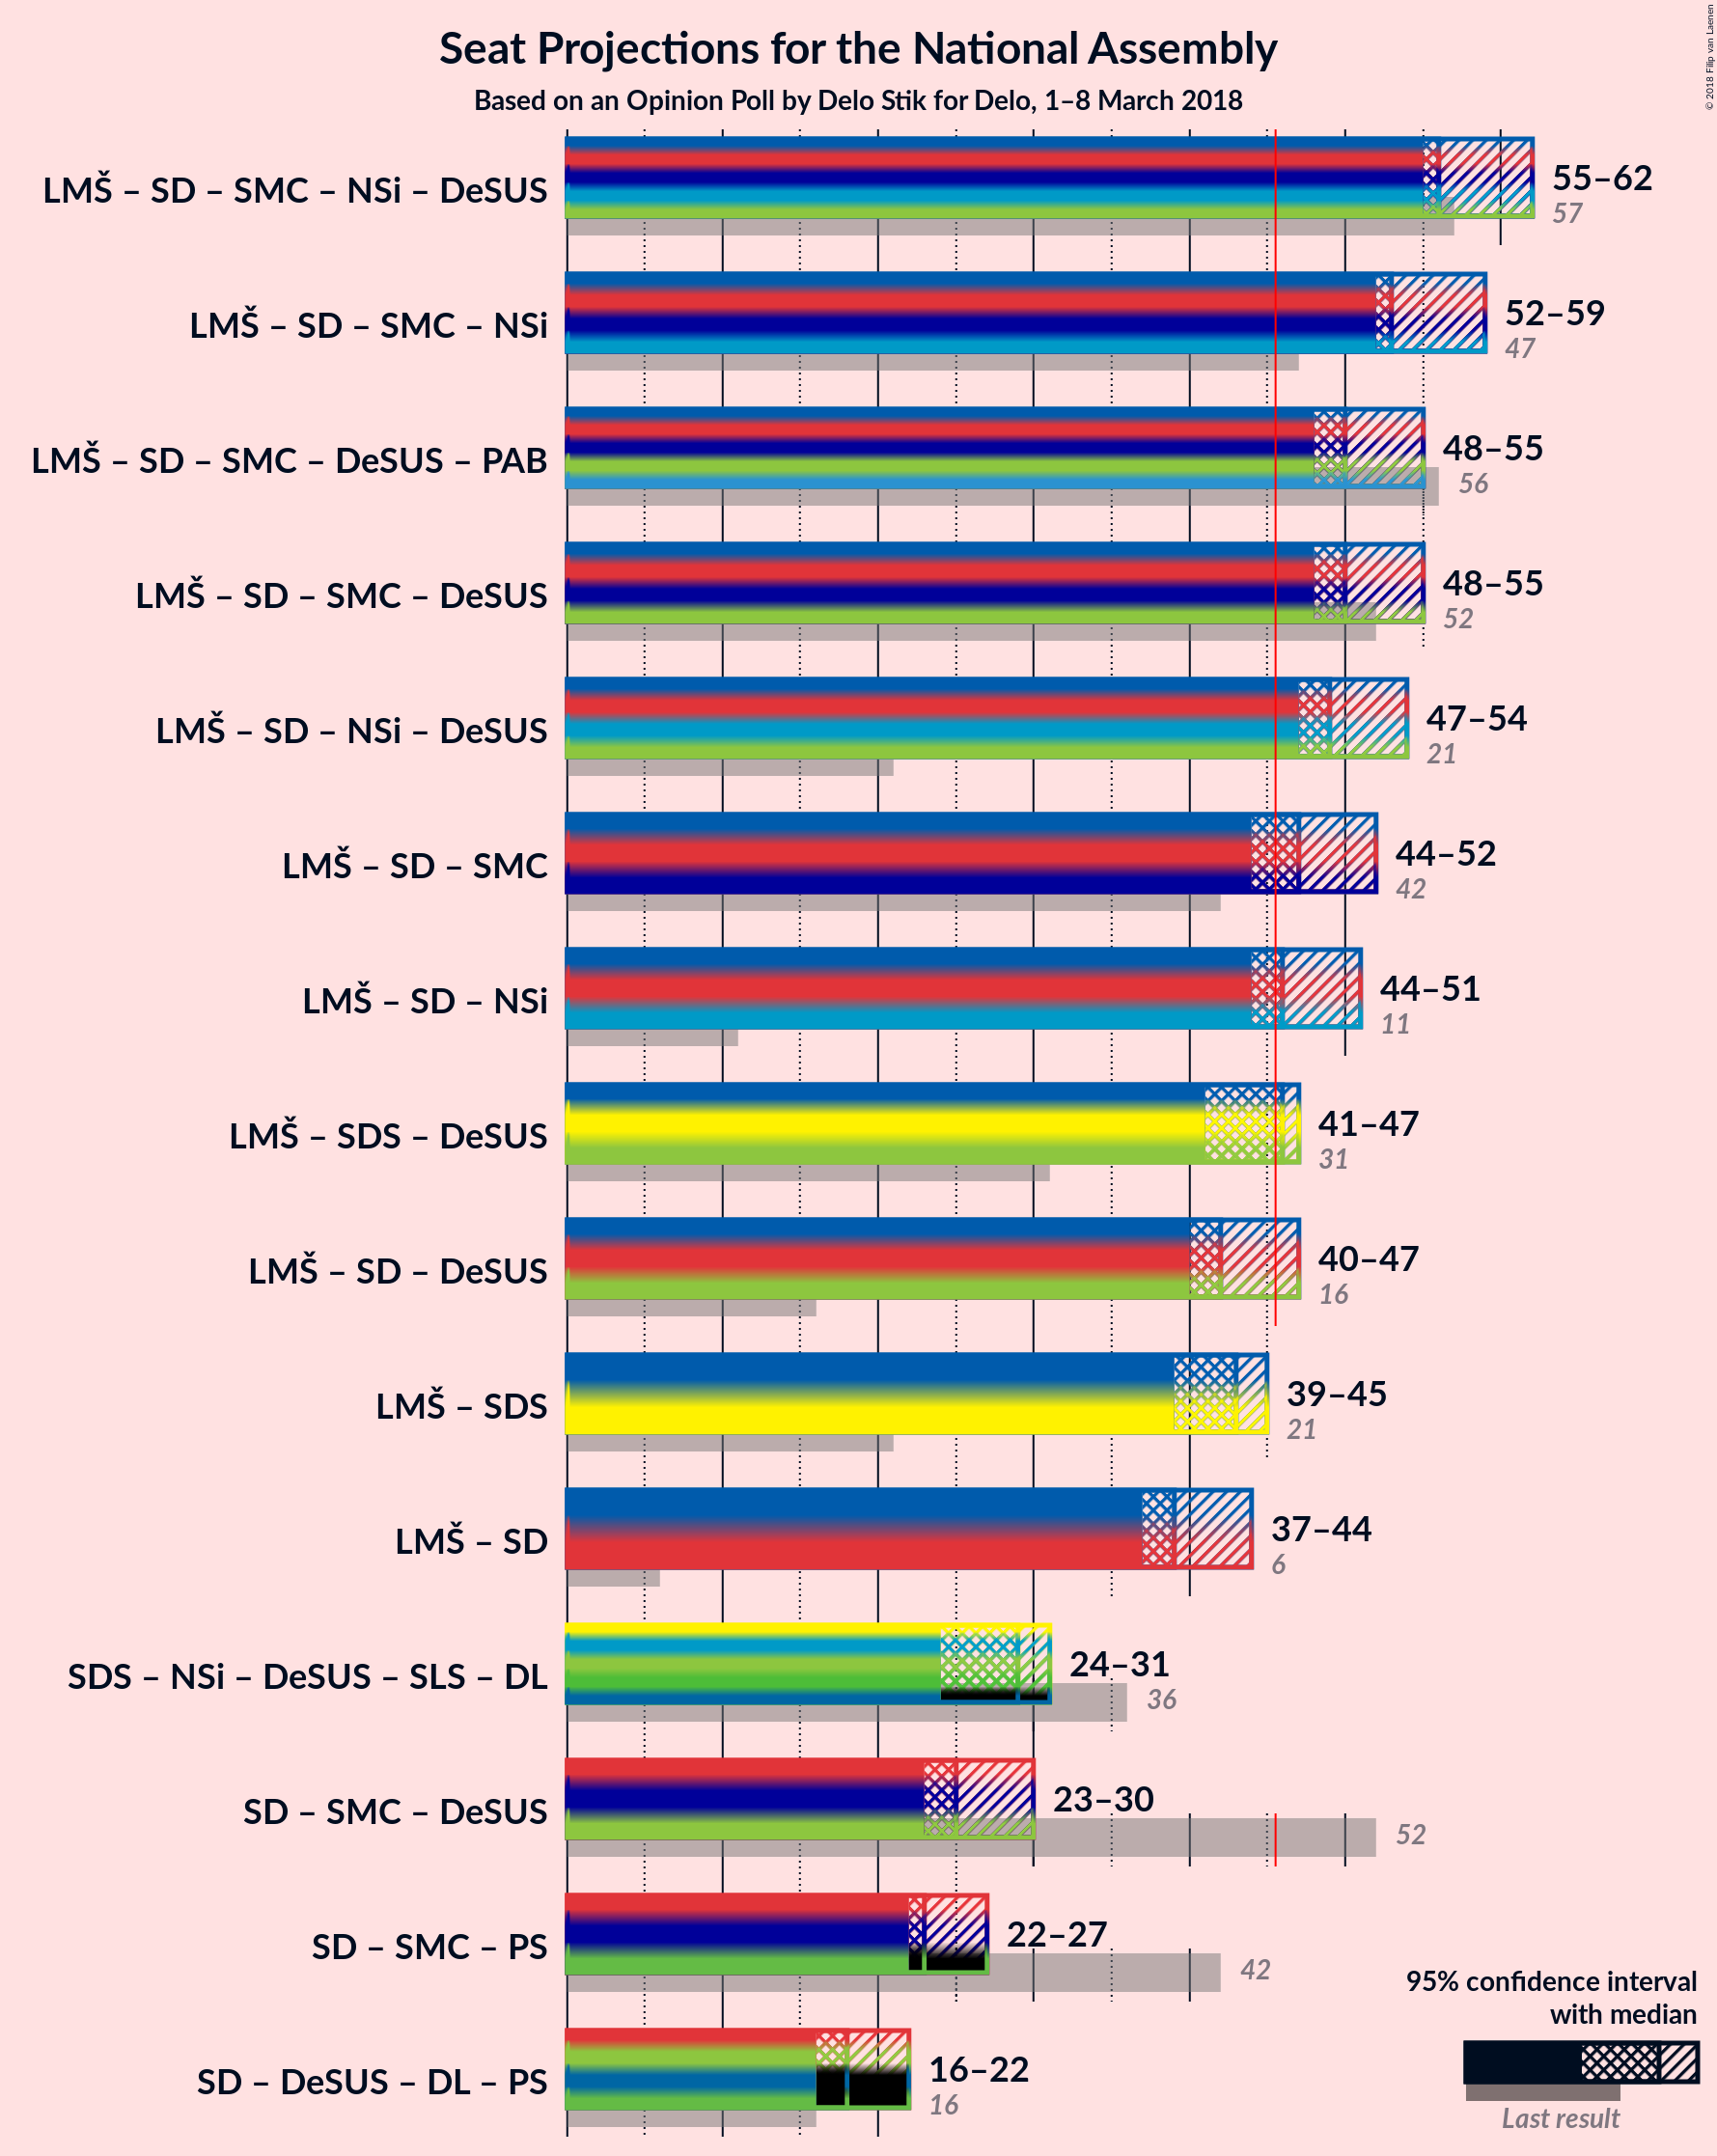 Seat Projections for the National Assembly
Based on an Opinion Poll by Delo Stik for Delo, 1–8 March 2018
© 2018 Filip van Laenen
LMŠ – SD – SMC – NSi – DeSUS
55–62
57
LMŠ – SD – SMC – NSi
52–59
47
LMŠ – SD – SMC – DeSUS – PAB
48–55
56
LMŠ – SD – SMC – DeSUS
48–55
52
LMŠ – SD – NSi – DeSUS
47–54
21
LMŠ – SD – SMC
44–52
42
LMŠ – SD – NSi
44–51
11
LMŠ – SDS – DeSUS
41–47
31
LMŠ – SD – DeSUS
40–47
16
LMŠ – SDS
39–45
21
LMŠ – SD
37–44
6
SDS – NSi – DeSUS – SLS – DL
24–31
36
SD – SMC – DeSUS
23–30
52
SD – SMC – PS
22–27
42
SD – DeSUS – DL – PS
16–22
16
95% confidence interval
with median
Last result